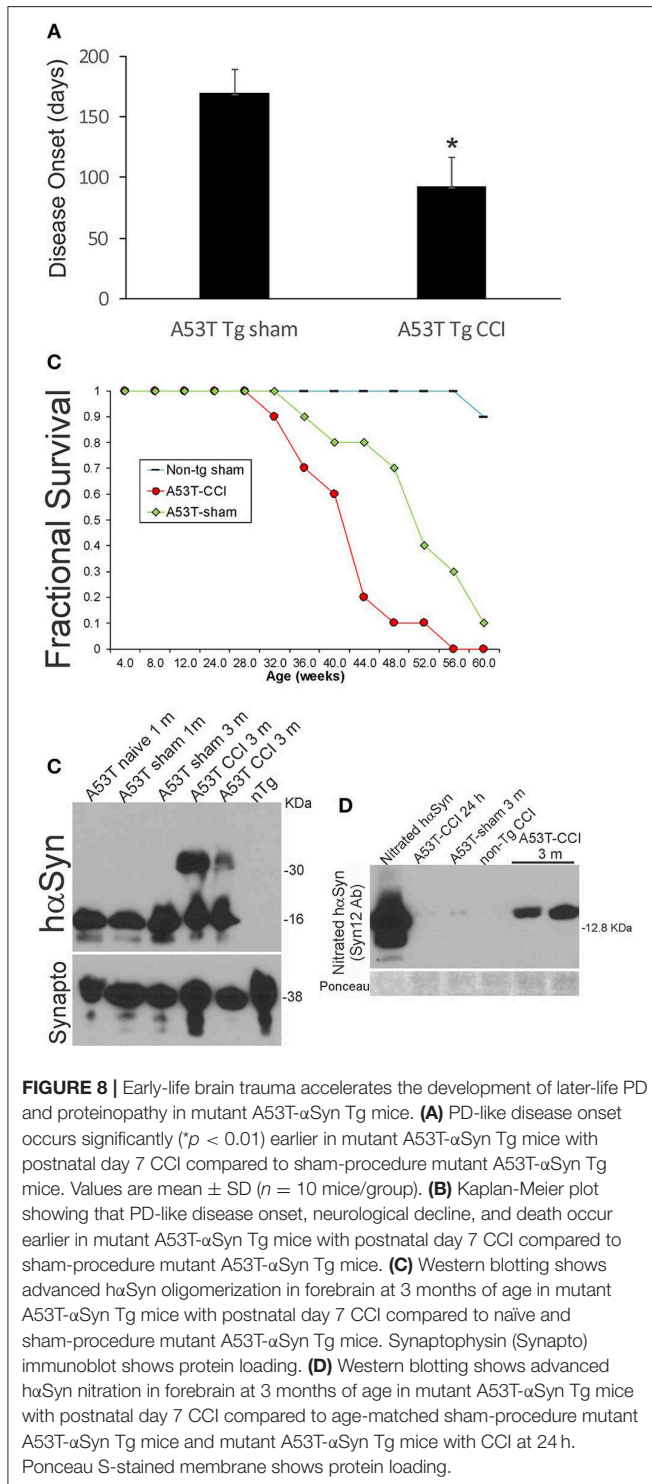 A
Disease Onset (days)
200
150
100
50
0
*
A53T Tg sham
A53T Tg CCI
C
Fractional Survival
1
0.9
0.8
0.7
0.6
0.5
0.4
0.3
0.2
0.1
0
Non-tg sham
A53T-CCI
A53T-sham
4.0 8.0 12.0 24.0 28.0 32.0 36.0 40.0 44.0 48.0 52.0 56.0 60.0
Age (weeks)
C
A53T naïve 1 m
A53T sham 1m
A53T sham 3 m
A53T CCI 3 m
A53T CCI 3 m
nTg
KDa
hαSyn
-30
-16
Synapto
-38
D
Nitrated hαSyn
A53T-CCI 24 h
A53T-sham 3 m
non-Tg CCI
A53T-CCI
3 m
Nitrated hαSyn
(Syn12 Ab)
-12.8 KDa
Ponceau
FIGURE 8 | Early-life brain trauma accelerates the development of later-life PD
and proteinopathy in mutant A53T-αSyn Tg mice. (A) PD-like disease onset
occurs significantly (*p < 0.01) earlier in mutant A53T-αSyn Tg mice with
postnatal day 7 CCI compared to sham-procedure mutant A53T-αSyn Tg
mice. Values are mean ± SD (n = 10 mice/group). (B) Kaplan-Meier plot
showing that PD-like disease onset, neurological decline, and death occur
earlier in mutant A53T-αSyn Tg mice with postnatal day 7 CCI compared to
sham-procedure mutant A53T-αSyn Tg mice. (C) Western blotting shows
advanced hαSyn oligomerization in forebrain at 3 months of age in mutant
A53T-αSyn Tg mice with postnatal day 7 CCI compared to naïve and
sham-procedure mutant A53T-αSyn Tg mice. Synaptophysin (Synapto)
immunoblot shows protein loading. (D) Western blotting shows advanced
hαSyn nitration in forebrain at 3 months of age in mutant A53T-αSyn Tg mice
with postnatal day 7 CCI compared to age-matched sham-procedure mutant
A53T-αSyn Tg mice and mutant A53T-αSyn Tg mice with CCI at 24 h.
Ponceau S-stained membrane shows protein loading.